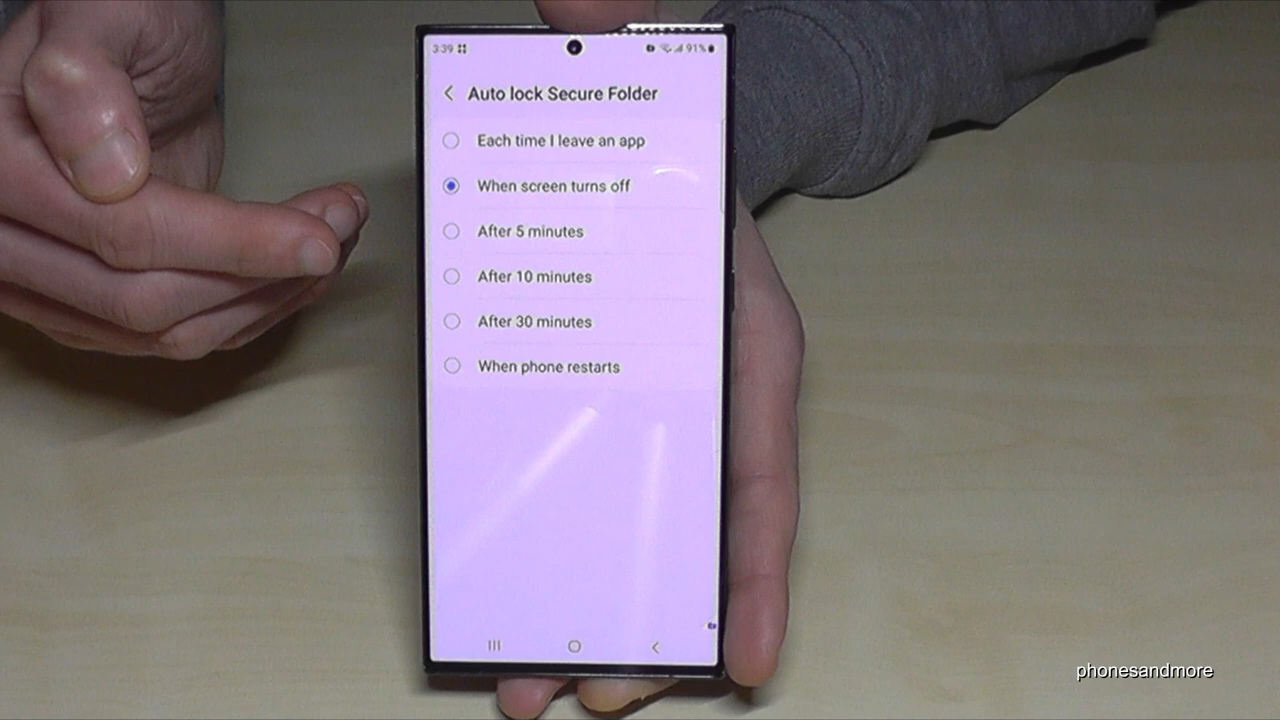 3:39 91%
Auto lock Secure Folder
Each time I leave an app
When screen turns off
After 5 minutes
After 10 minutes
After 30 minutes
When phone restarts
phonesandmore